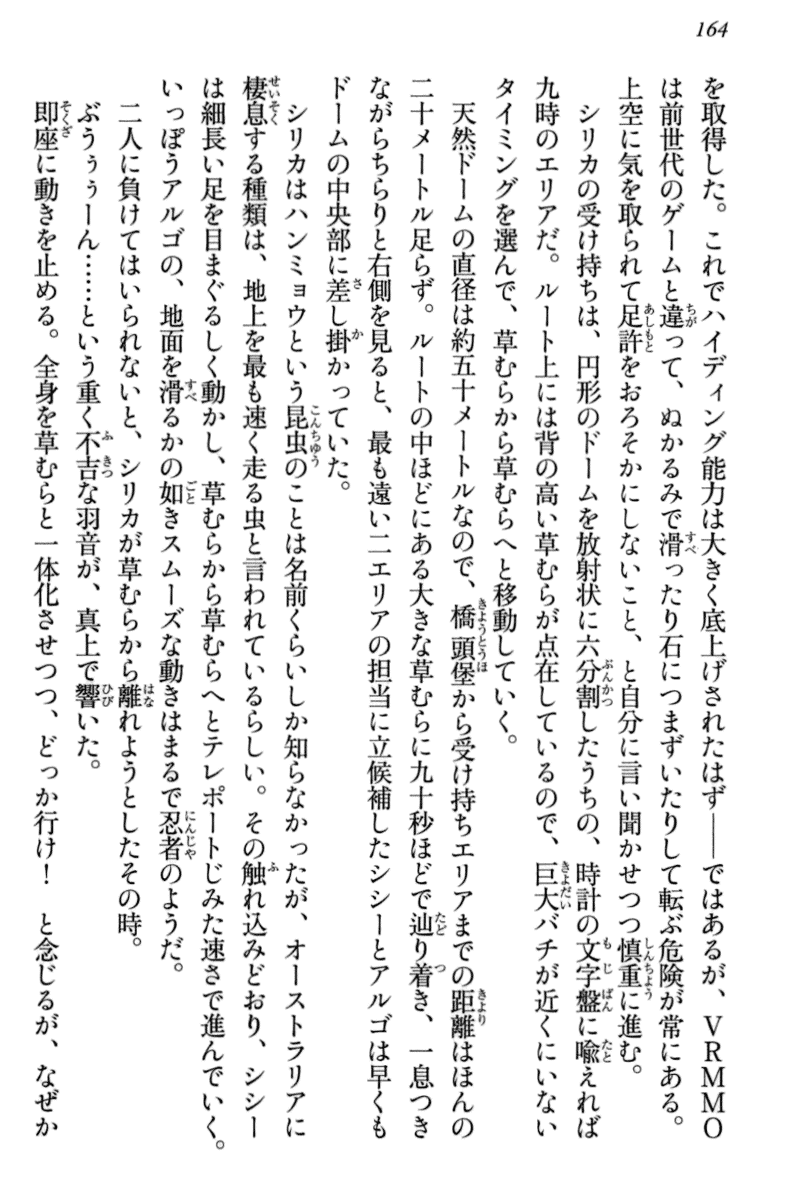 164
を取得した。これでハイディング能力は大きく底上げされたはず――ではあるが、ＶＲＭＭＯ
は前世代のゲームと違って、ぬかるみで滑ったり石につまずいたりして転ぶ危険が常にある。
上空に気を取られて足許をおろそかにしないこと、と自分に言い聞かせつつ慎重に進む。
　シリカの受け持ちは、円形のドームを放射状に六分割したうちの、時計の文字盤に喩えれば
九時のエリアだ。ルート上には背の高い草むらが点在しているので、巨大バチが近くにいない
タイミングを選んで、草むらから草むらへと移動していく。
　天然ドームの直径は約五十メートルなので、橋頭堡から受け持ちエリアまでの距離はほんの
二十メートル足らず。ルートの中ほどにある大きな草むらに九十秒ほどで辿り着き、一息つき
ながらちらりと右側を見ると、最も遠い二エリアの担当に立候補したシシーとアルゴは早くも
ドームの中央部に差し掛かっていた。
　シリカはハンミョウという昆虫のことは名前くらいしか知らなかったが、オーストラリアに
棲息する種類は、地上を最も速く走る虫と言われているらしい。その触れ込みどおり、シシー
は細長い足を目まぐるしく動かし、草むらから草むらへとテレポートじみた速さで進んでいく。
いっぽうアルゴの、地面を滑るかの如きスムーズな動きはまるで忍者のようだ。
　二人に負けてはいられないと、シリカが草むらから離れようとしたその時。
　ぶうぅぅーん……という重く不吉な羽音が、真上で響いた。
　即座に動きを止める。全身を草むらと一体化させつつ、どっか行け！　と念じるが、なぜか